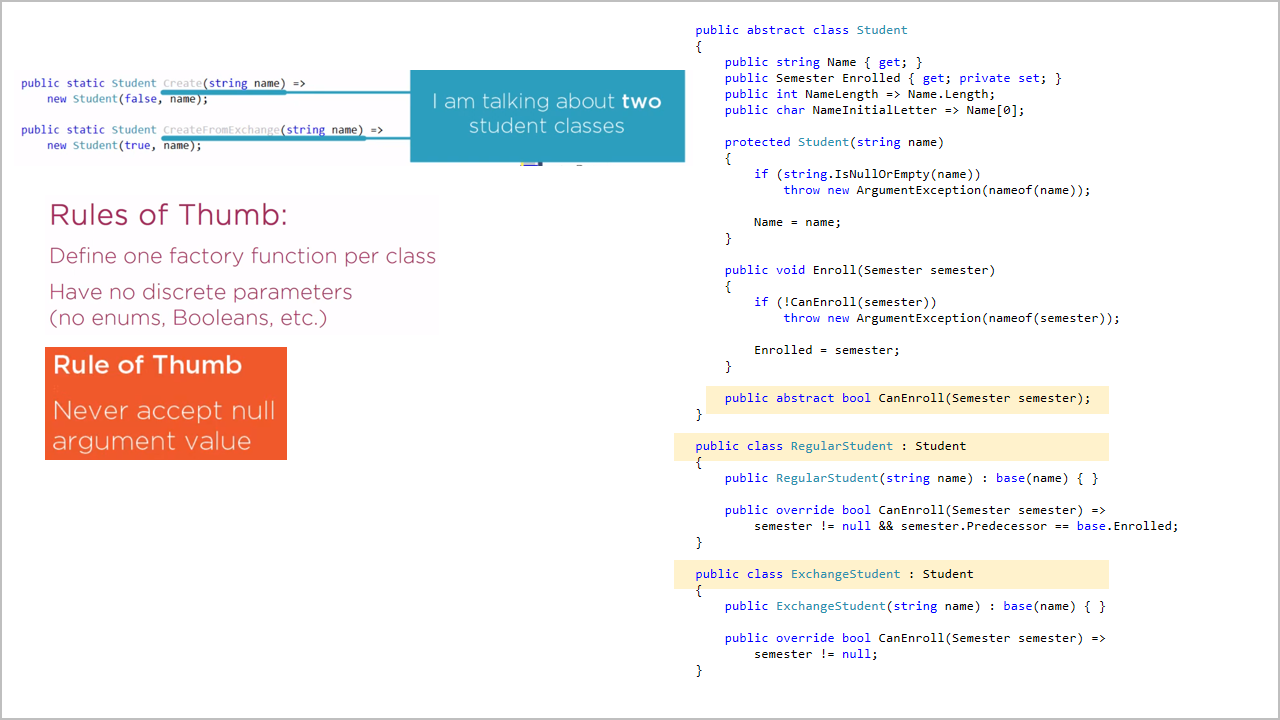 public static Student Create(string name) =>
    new Student(false, name);
public static Student CreateFromExchange(string name) =>
    new Student(true, name);
I am talking about two
student classes
Rules of Thumb:
Define one factory function per class
Have no discrete parameters
(no enums, Booleans, etc.)
Rule of Thumb
Never accept null
argument value
public abstract class Student
{
    public string Name { get; }
    public Semester Enrolled { get; private set; }
    public int NameLength => Name.Length;
    public char NameInitialLetter => Name[0];
    protected Student(string name)
    {
        if (string.IsNullOrEmpty(name))
            throw new ArgumentException(nameof(name));
        Name = name;
    }
    public void Enroll(Semester semester)
    {
        if (!CanEnroll(semester))
            throw new ArgumentException(nameof(semester));
        Enrolled = semester;
    }
    public abstract bool CanEnroll(Semester semester);
}
public class RegularStudent : Student
{
    public RegularStudent(string name) : base(name) { }
    public override bool CanEnroll(Semester semester) =>
        semester != null && semester.Predecessor == base.Enrolled;
}
public class ExchangeStudent : Student
{
    public ExchangeStudent(string name) : base(name) { }
    public override bool CanEnroll(Semester semester) =>
        semester != null;
}